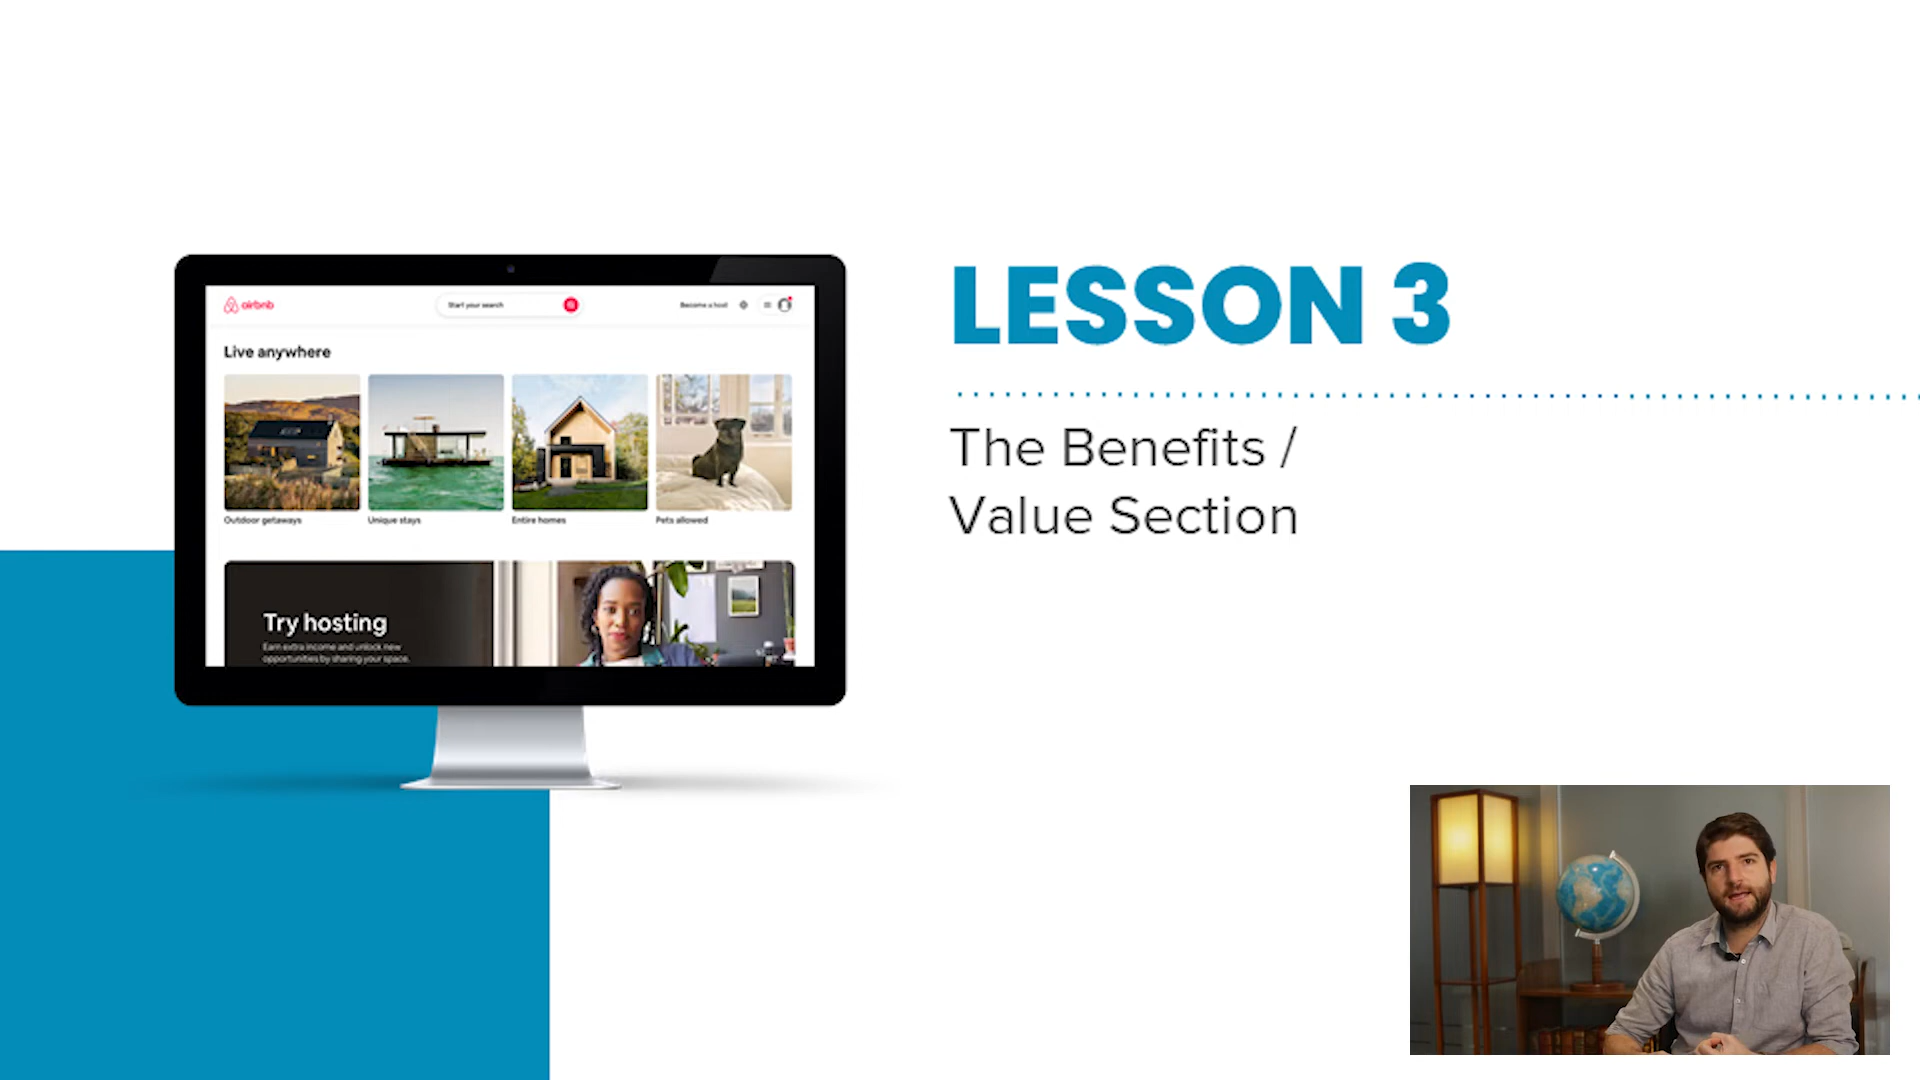 airbnb
Start your search
Become a host
Live anywhere
Outdoor getaways
Unique stays
Entire homes
Pets allowed
Try hosting
Earn extra income and unlock new
opportunities by sharing your space.
LESSON 3
The Benefits /
Value Section